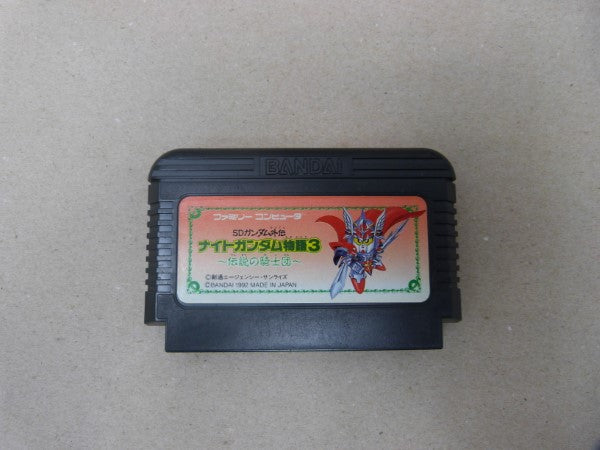 BANDAI
ファミリー コンピュータ
SDガンダム外伝
ナイトガンダム物語3
～伝説の騎士団～
©創通エージェンシー・サンライズ
©BANDAI 1992 MADE IN JAPAN